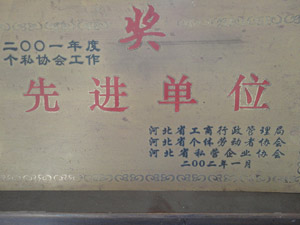 奖
二〇〇一年度
个私协会工作
先进单位
河北省工商行政管理局
河北省个体劳动者协会
河北省私营企业协会
二〇〇二年一月